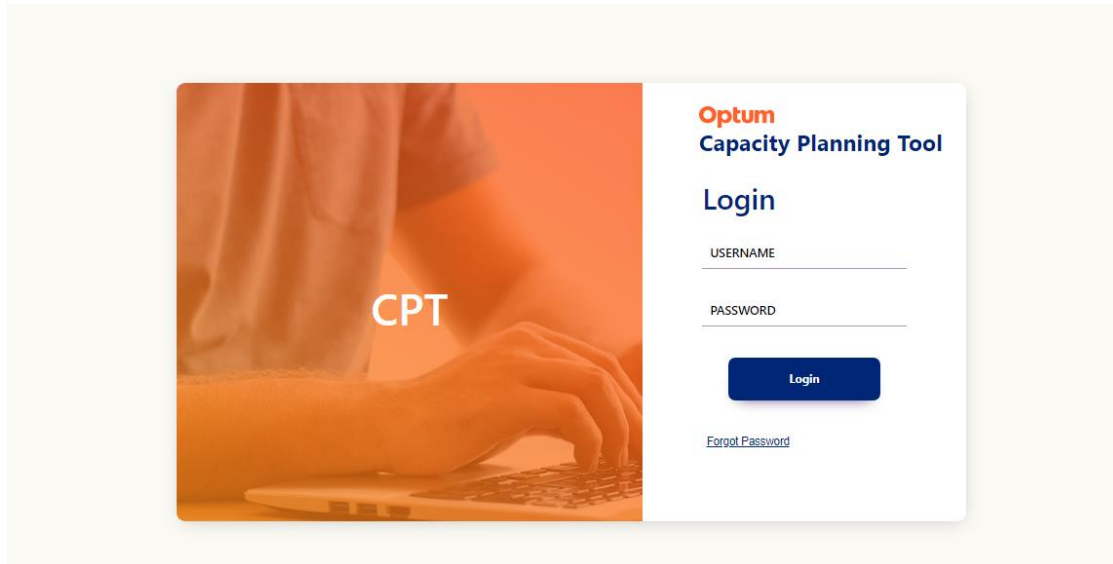 CPT
Optum
Capacity Planning Tool
Login
USERNAME
PASSWORD
Login
Forgot Password